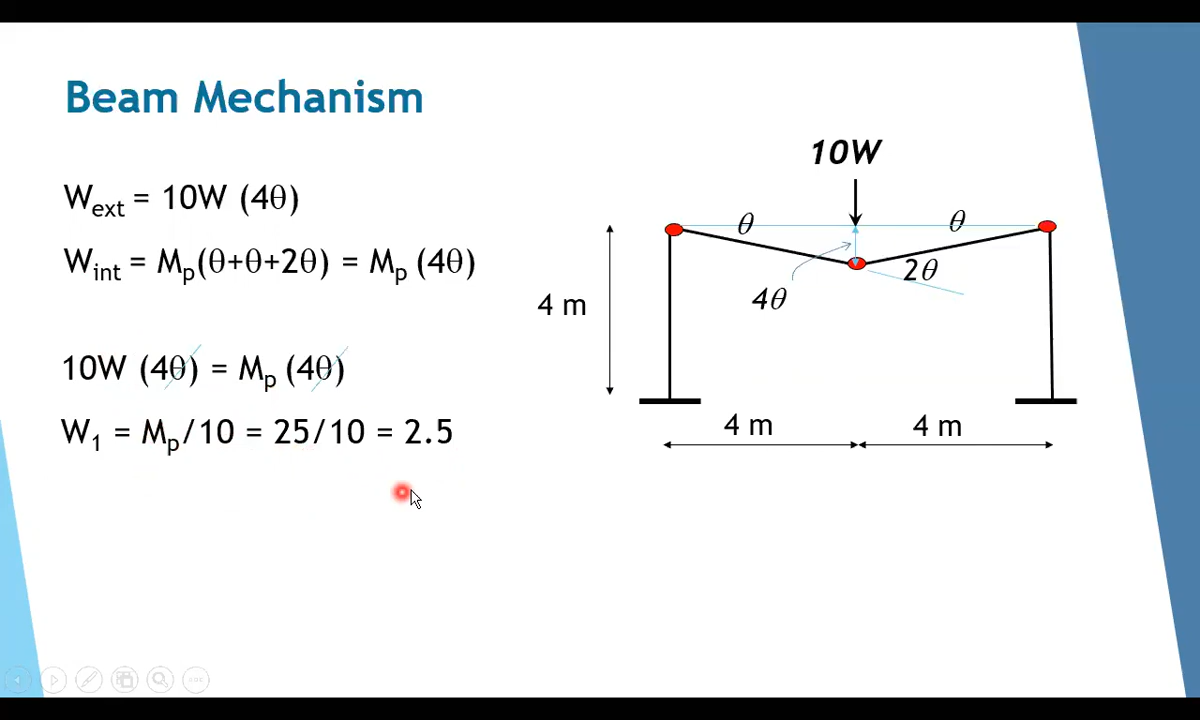 Beam Mechanism
W_ext = 10W (4θ)
W_int = M_p(θ+θ+2θ) = M_p (4θ)
10W (4θ) = M_p (4θ)
W_1 = M_p/10 = 25/10 = 2.5
10W
θ
θ
2θ
4θ
4 m
4 m
4 m